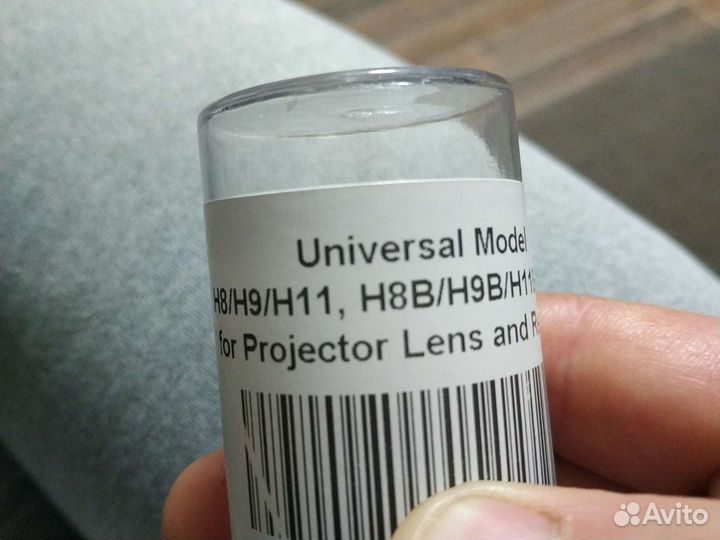 Universal Model
H8/H9/H11, H8B/H9B/H11
for Projector Lens and
Avito